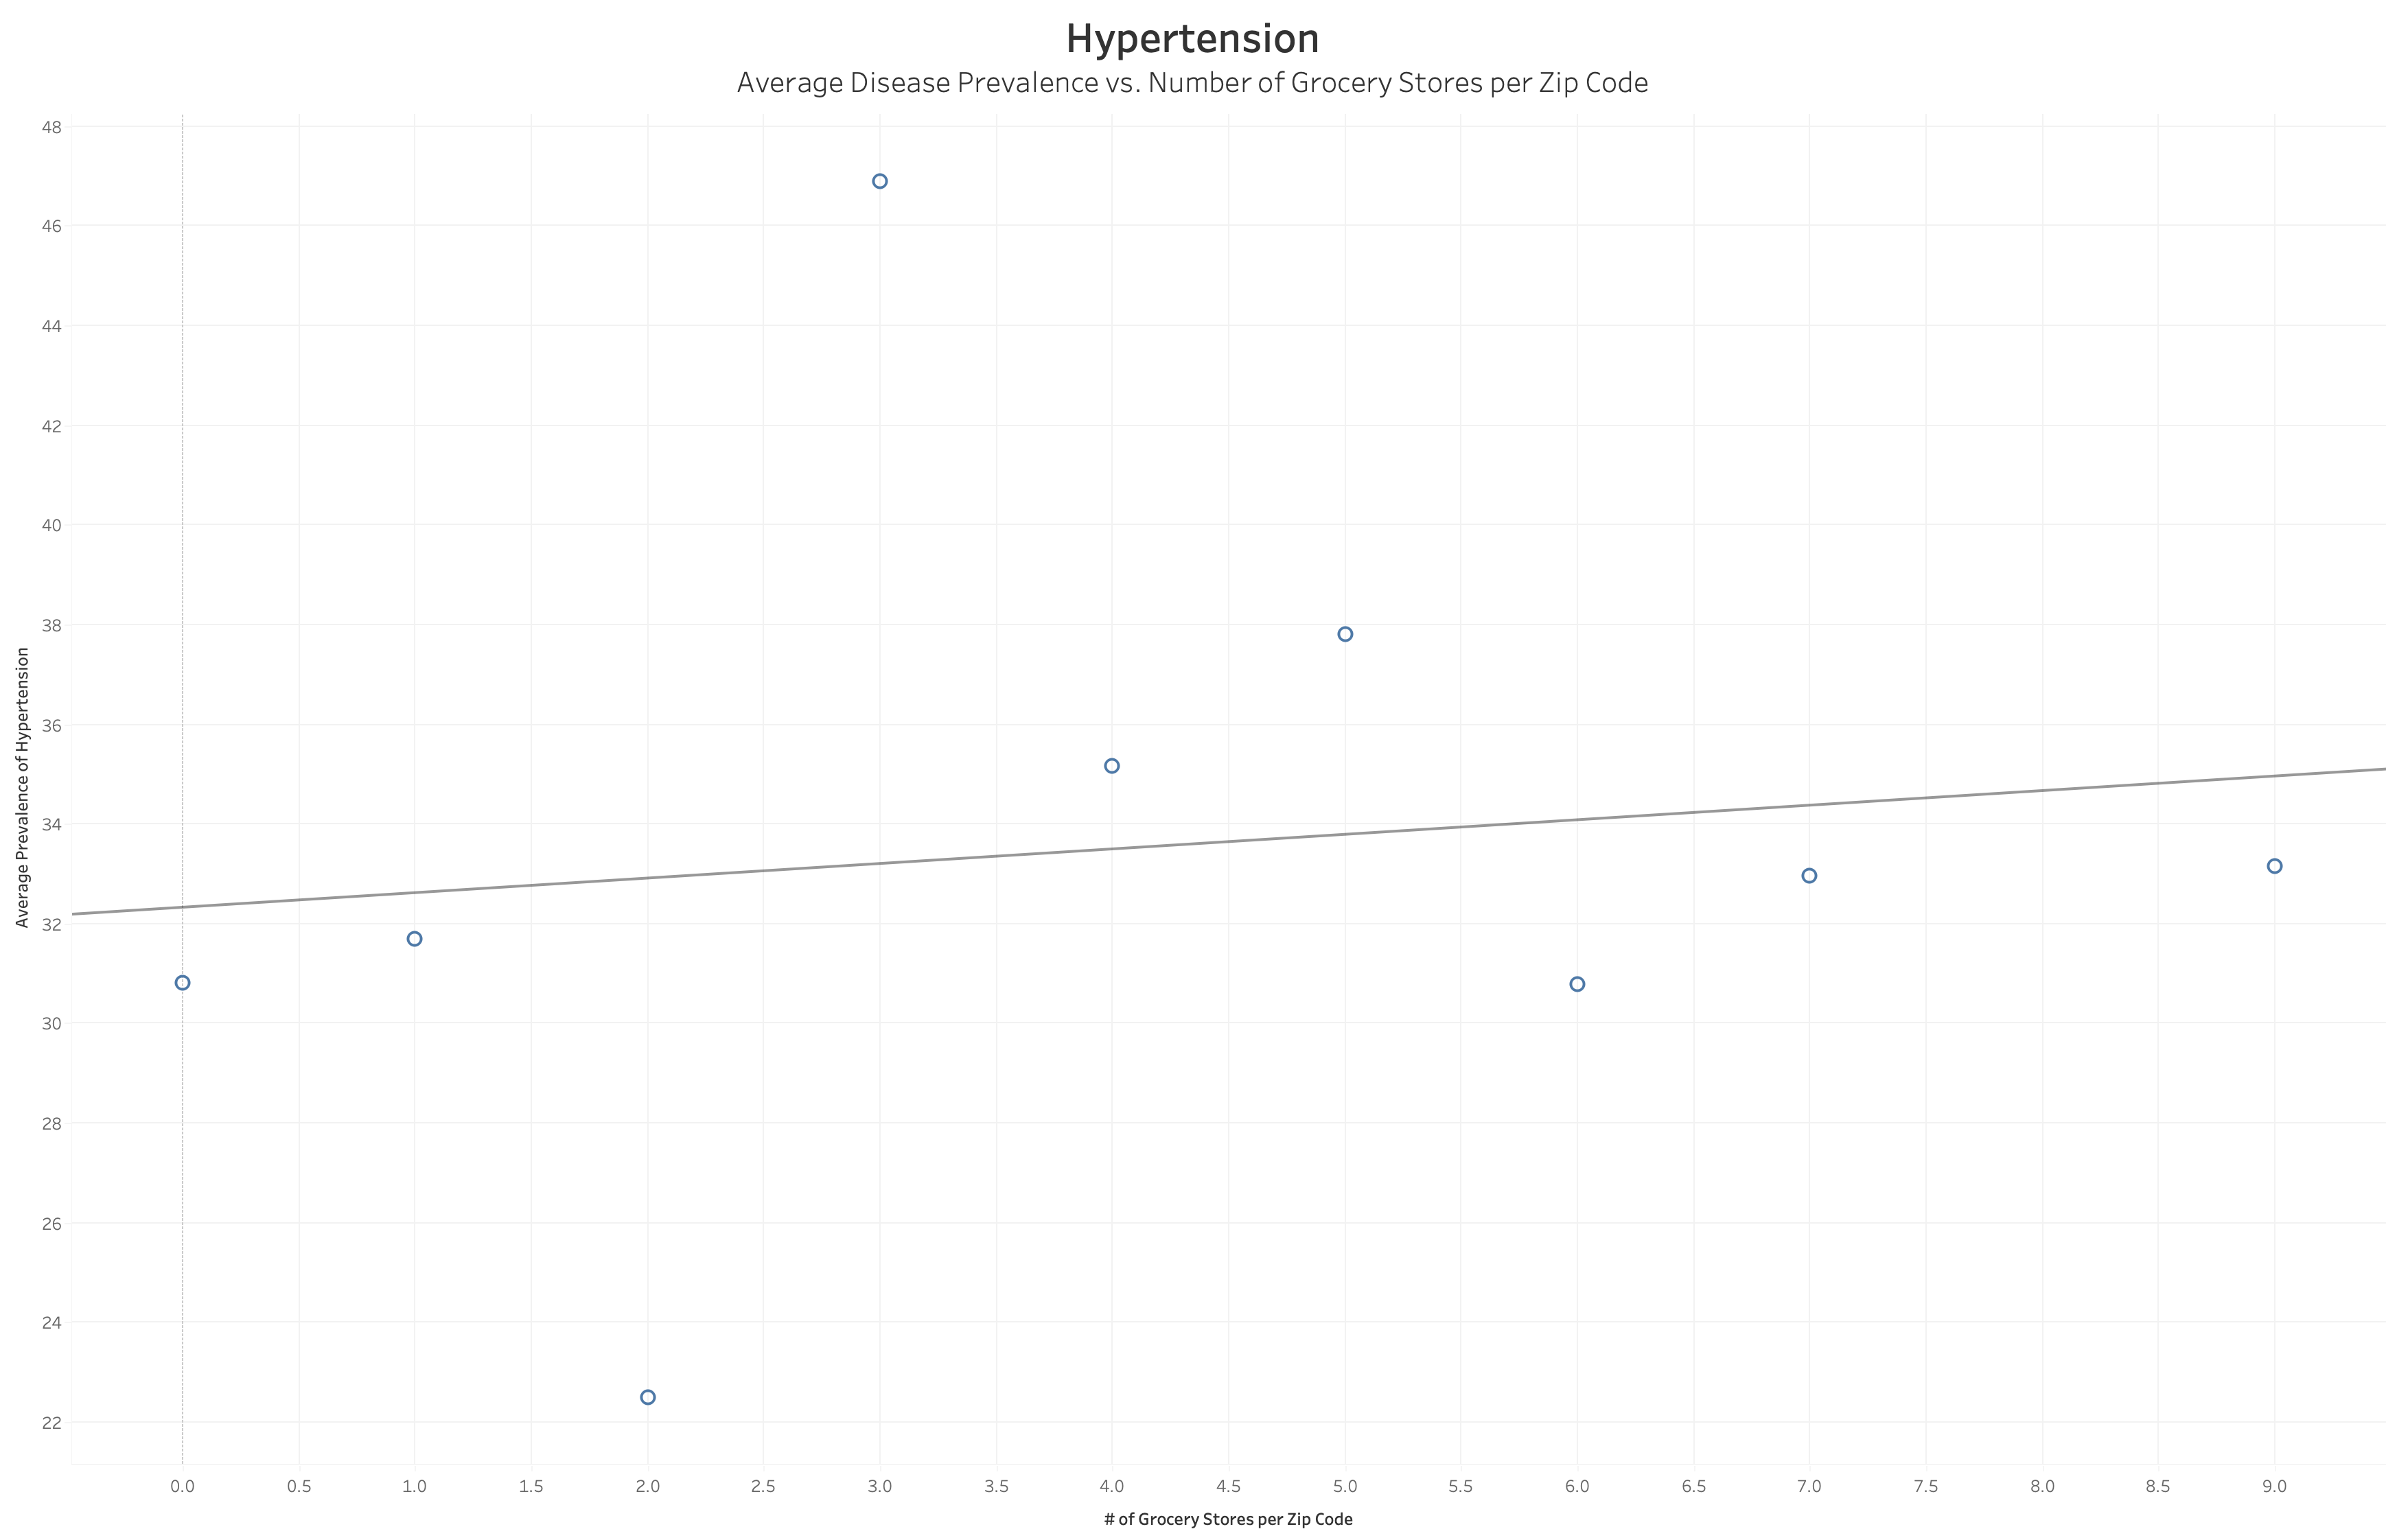 Hypertension
Average Disease Prevalence vs. Number of Grocery Stores per Zip Code
48
46
44
42
40
38
36
34
32
30
28
26
24
22
Average Prevalence of Hypertension
0.0 0.5 1.0 1.5 2.0 2.5 3.0 3.5 4.0 4.5 5.0 5.5 6.0 6.5 7.0 7.5 8.0 8.5 9.0
# of Grocery Stores per Zip Code